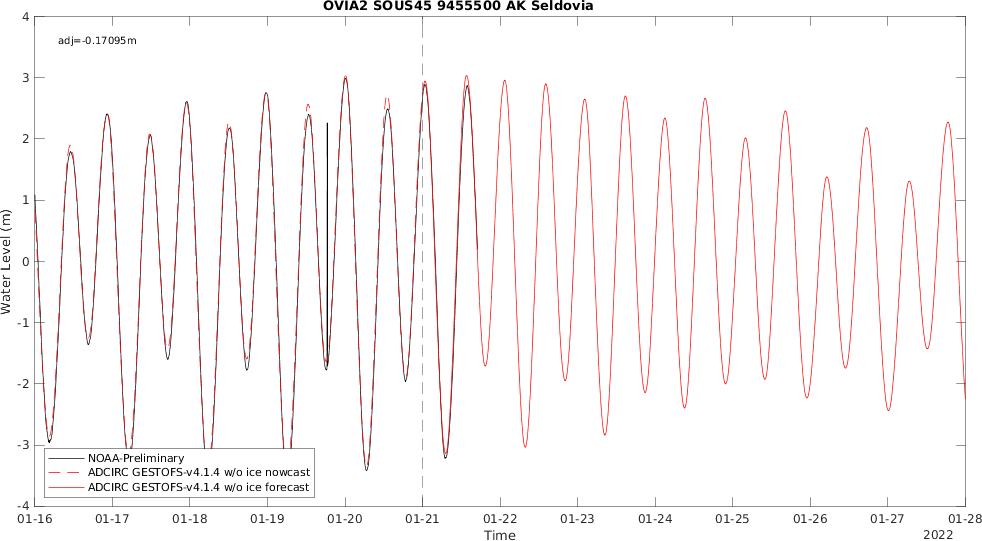 OVIA2 SOUS45 9455500 AK Seldovia
adj=-0.17095m
4
3
2
1
0
-1
-2
-3
-4
Water Level (m)
NOAA-Preliminary
ADCIRC GESTOFS-v4.1.4 w/o ice nowcast
ADCIRC GESTOFS-v4.1.4 w/o ice forecast
01-16 01-17 01-18 01-19 01-20 01-21 01-22 01-23 01-24 01-25 01-26 01-27 01-28
Time
2022